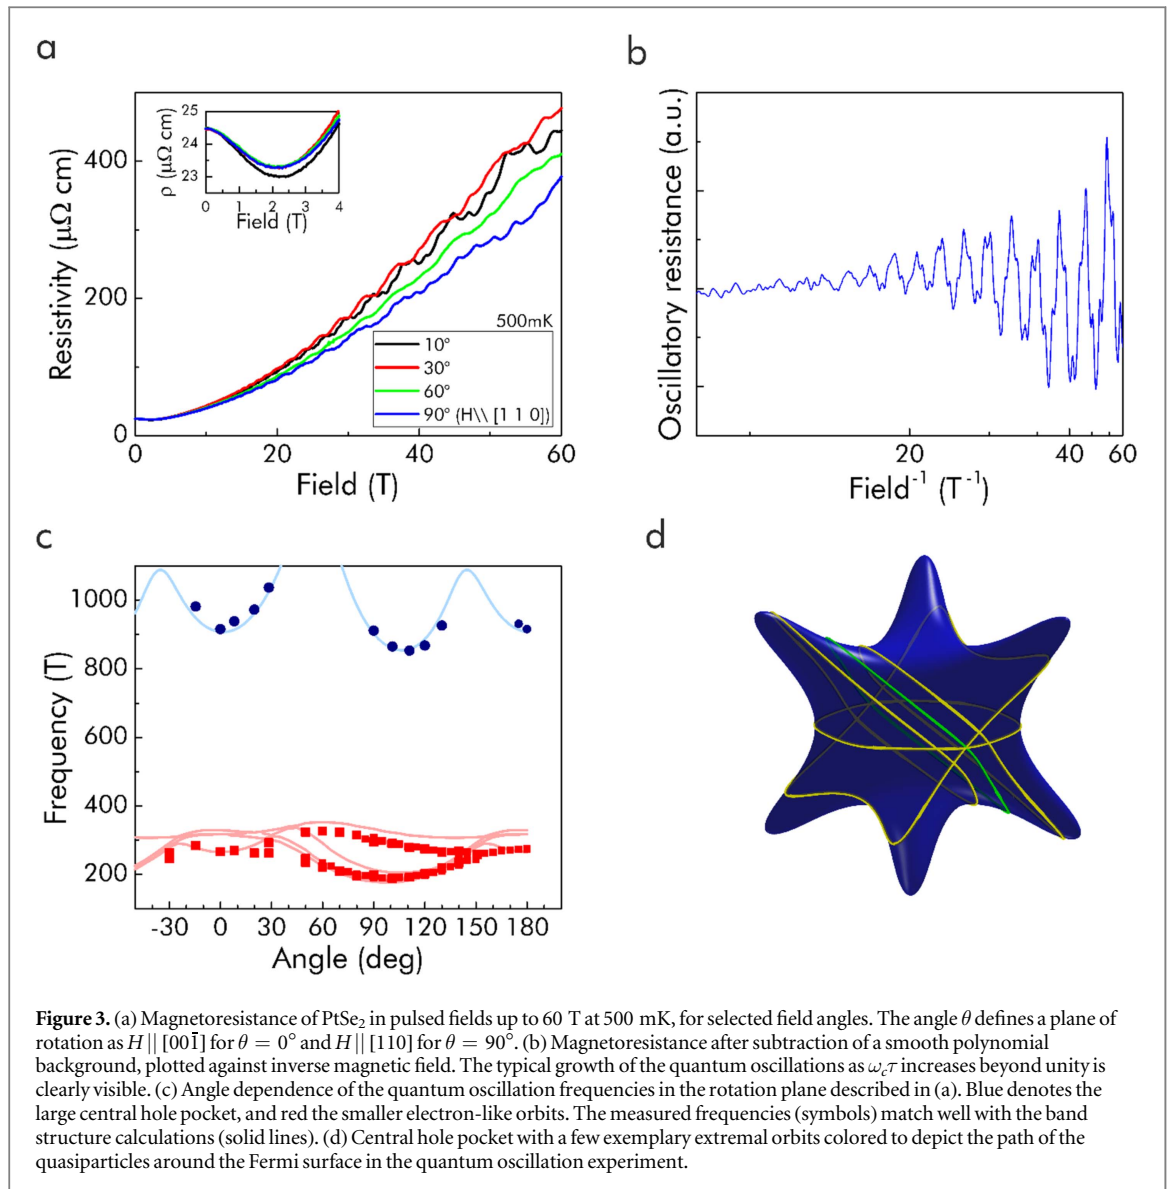 a
b
25
24
23
ρ (μΩ cm)
0 1 2 3 4
Field (T)
400
200
0
Resistivity (μΩ cm)
500mK
10°
30°
60°
90° (H\\ [1 1 0])
0 20 40 60
Field (T)
Oscillatory resistance (a.u.)
20 40 60
Field-1 (T-1)
c
d
1000
800
600
400
200
Frequency (T)
-30 0 30 60 90 120 150 180
Angle (deg)
Figure 3. (a) Magnetoresistance of PtSe₂ in pulsed fields up to 60 T at 500 mK, for selected field angles. The angle θ defines a plane of
rotation as H || [001̄] for θ = 0° and H || [110] for θ = 90°. (b) Magnetoresistance after subtraction of a smooth polynomial
background, plotted against inverse magnetic field. The typical growth of the quantum oscillations as ω_cτ increases beyond unity is
clearly visible. (c) Angle dependence of the quantum oscillation frequencies in the rotation plane described in (a). Blue denotes the
large central hole pocket, and red the smaller electron-like orbits. The measured frequencies (symbols) match well with the band
structure calculations (solid lines). (d) Central hole pocket with a few exemplary extremal orbits colored to depict the path of the
quasiparticles around the Fermi surface in the quantum oscillation experiment.